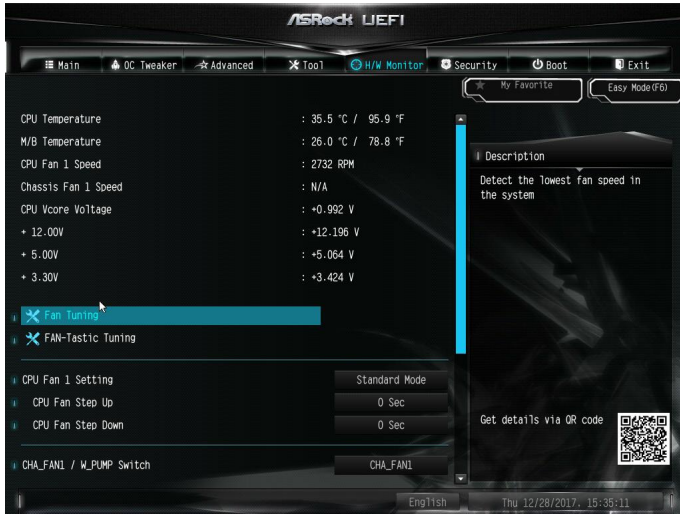 ASRock UEFI
Main OC Tweaker Advanced Tool H/W Monitor Security Boot Exit
My Favorite Easy Mode(F6)
CPU Temperature : 35.5 °C / 95.9 °F
M/B Temperature : 26.0 °C / 78.8 °F
CPU Fan 1 Speed : 2732 RPM
Chassis Fan 1 Speed : N/A
CPU Vcore Voltage : +0.992 V
+ 12.00V : +12.196 V
+ 5.00V : +5.064 V
+ 3.30V : +3.424 V
Fan Tuning
FAN-Tastic Tuning
CPU Fan 1 Setting Standard Mode
CPU Fan Step Up 0 Sec
CPU Fan Step Down 0 Sec
CHA_FAN1 / W_PUMP Switch CHA_FAN1
Description
Detect the lowest fan speed in
the system
Get details via QR code
English Thu 12/28/2017. 15:35:11